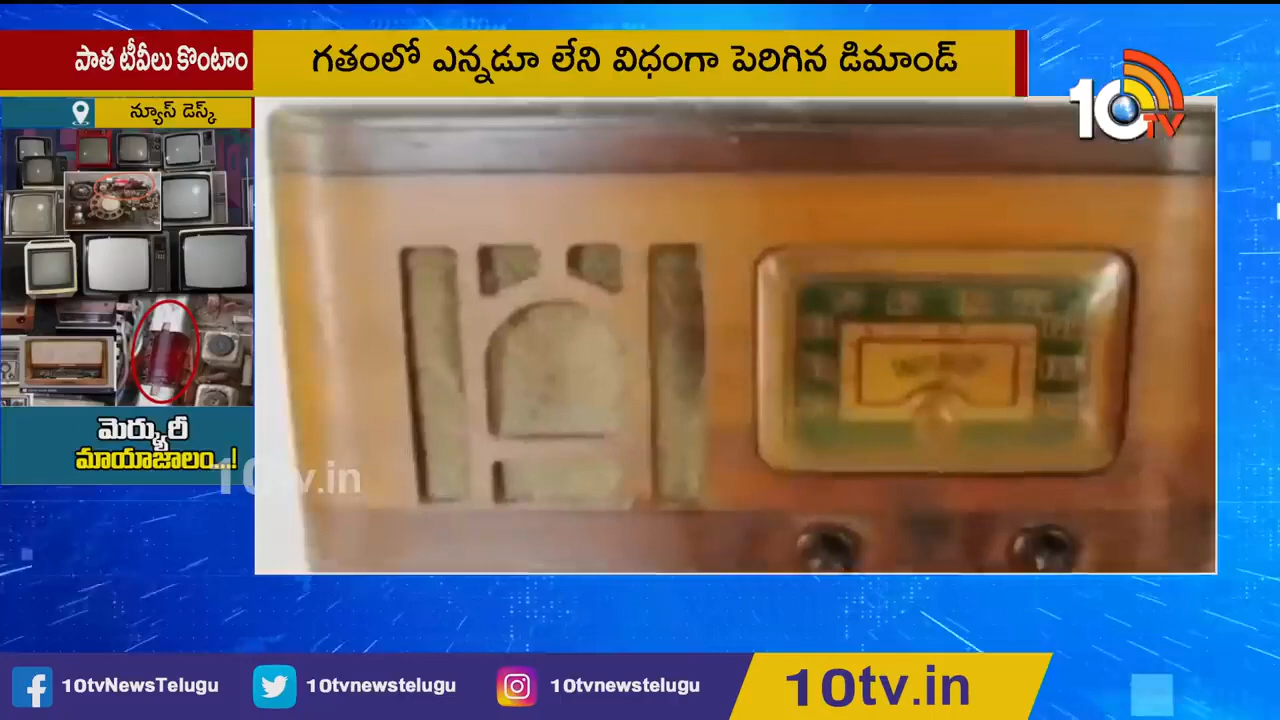 పాత టీవీలు కొంటాం
గతంలో ఎన్నడూ లేని విధంగా పెరిగిన డిమాండ్
న్యూస్ డెస్క్
10TV
మెర్క్యురీ
మాయాజాలం...!
10tv.in
10tvNewsTelugu
10tvnewstelugu
10tvnewstelugu
10tv.in